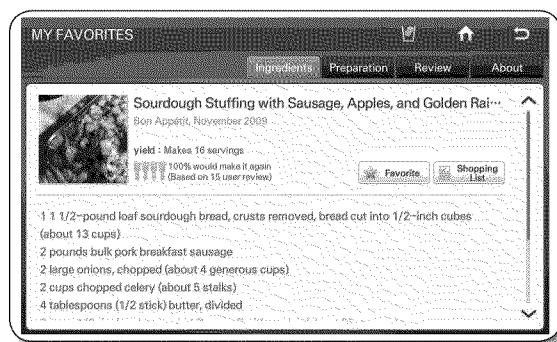 MY FAVORITES
Ingredients Preparation Review About
Sourdough Stuffing with Sausage, Apples, and Golden Rai···
Bon Appétit, November 2009
yield : Makes 16 servings
100% would make it again
(Based on 15 user review)
Favorite
Shopping
List
1 1 1/2-pound loaf sourdough bread, crusts removed, bread cut into 1/2-inch cubes
(about 13 cups)
2 pounds bulk pork breakfast sausage
2 large onions, chopped (about 4 generous cups)
2 cups chopped celery (about 5 stalks)
4 tablespoons (1/2 stick) butter, divided